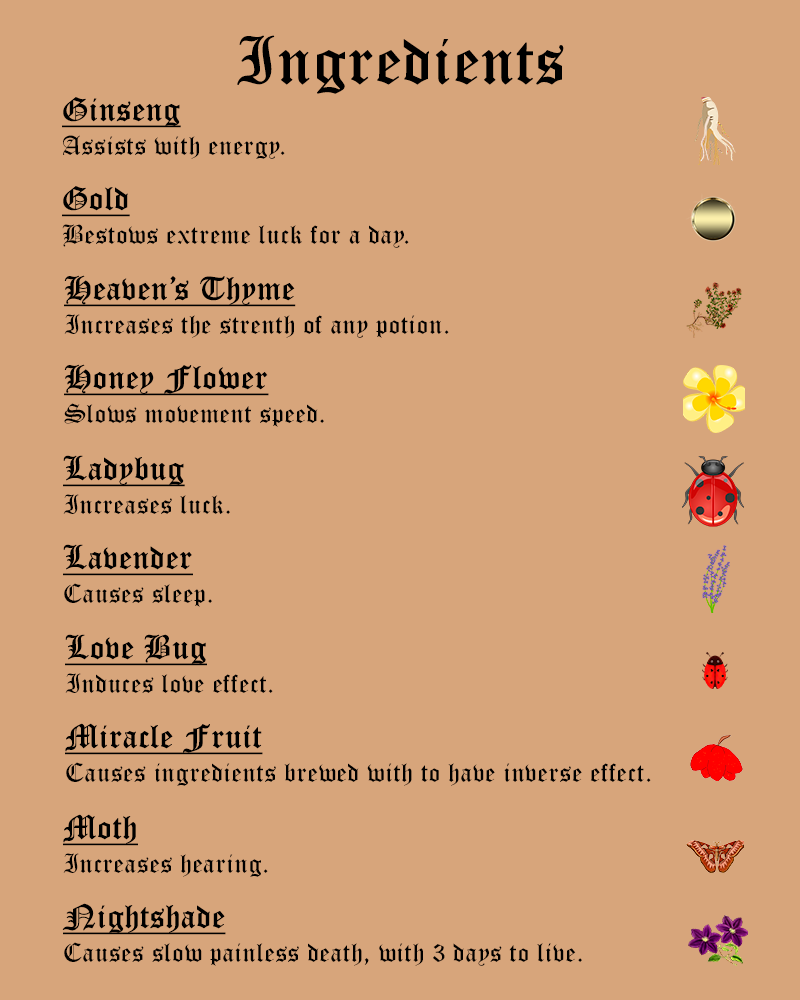 Ingredients
Ginseng
Assists with energy.
Gold
Bestows extreme luck for a day.
Heaven's Thyme
Increases the strenth of any potion.
Honey Flower
Slows movement speed.
Ladybug
Increases luck.
Lavender
Causes sleep.
Love Bug
Induces love effect.
Miracle Fruit
Causes ingredients brewed with to have inverse effect.
Moth
Increases hearing.
Nightshade
Causes slow painless death, with 3 days to live.